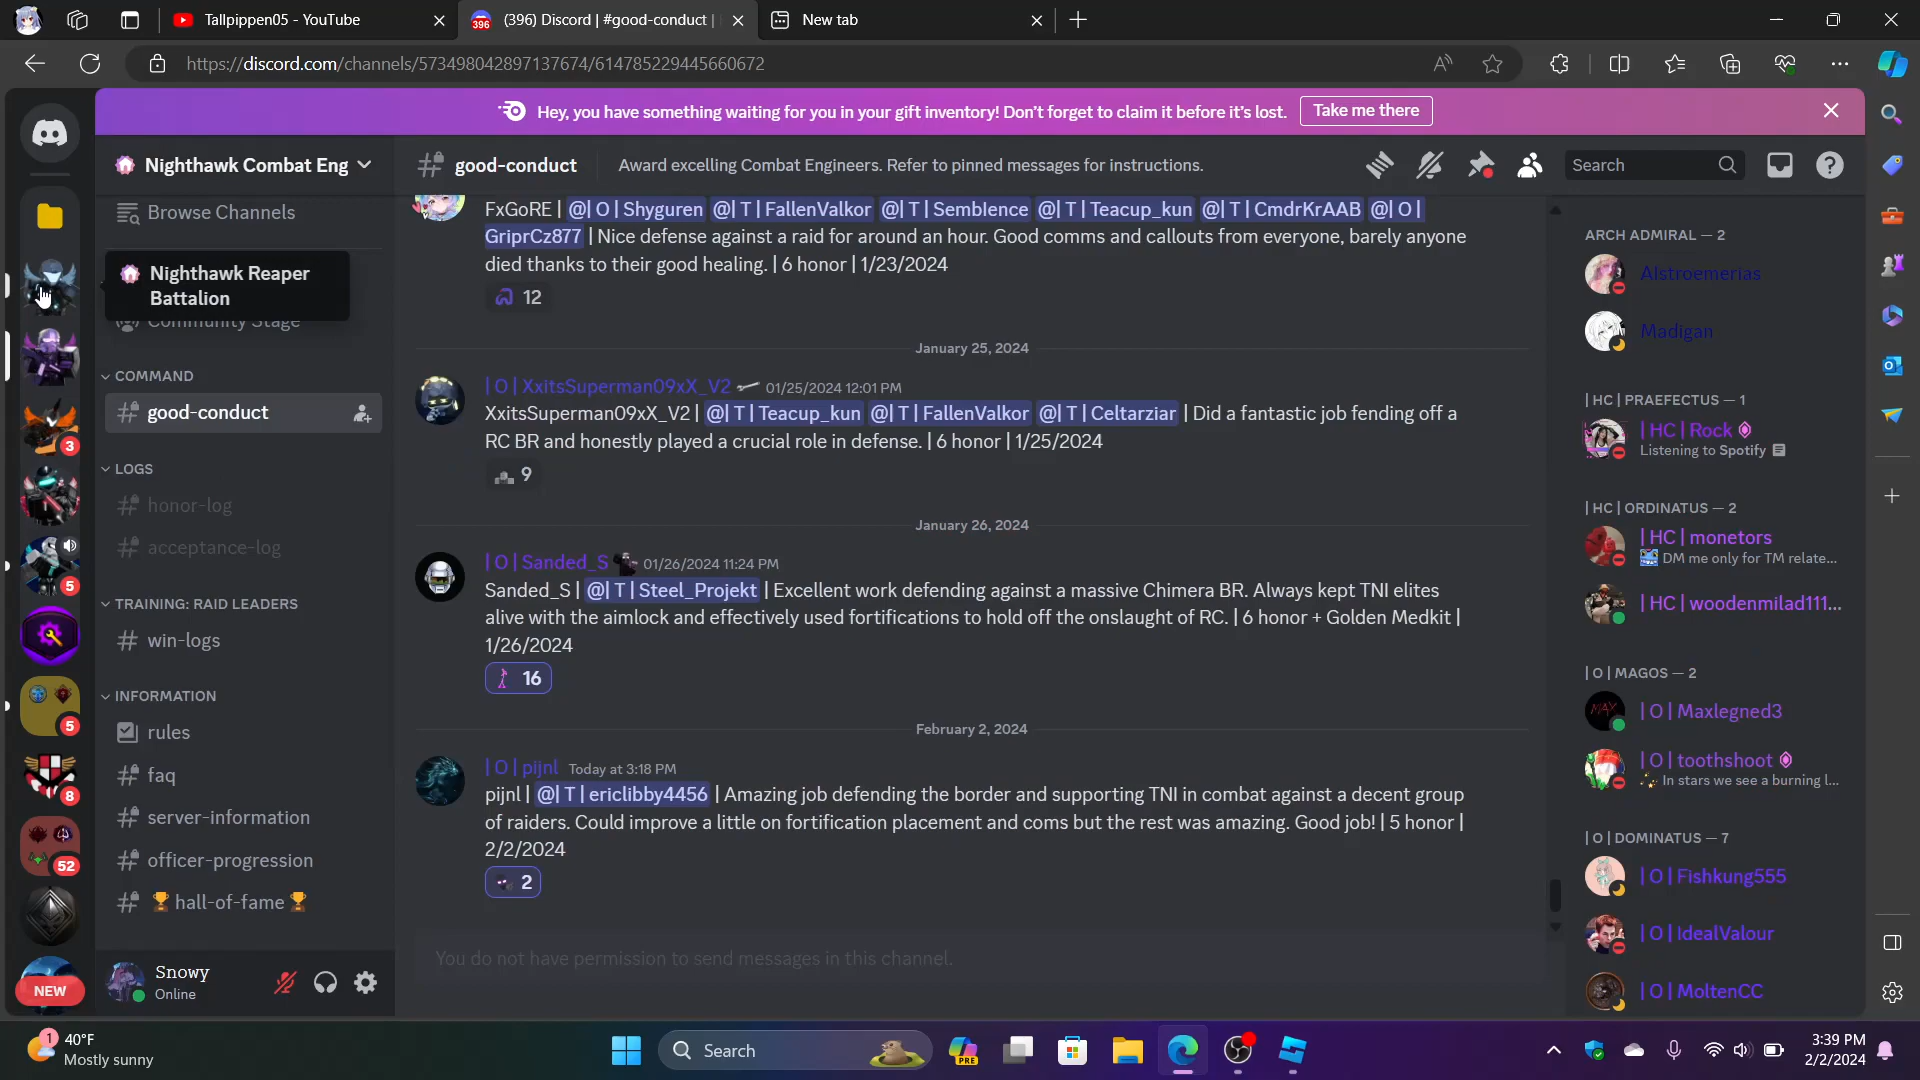 Tallpippen05 - YouTube
396
(396) Discord | #good-conduct |
New tab
https://discord.com/channels/573498042897137674/614785229445660672
Hey, you have something waiting for you in your gift inventory! Don't forget to claim it before it's lost.
Take me there
Nighthawk Combat Eng
good-conduct
Award excelling Combat Engineers. Refer to pinned messages for instructions.
Search
Browse Channels
Nighthawk Reaper
Battalion
Community Stage
COMMAND
good-conduct
LOGS
honor-log
acceptance-log
TRAINING: RAID LEADERS
win-logs
INFORMATION
rules
faq
server-information
officer-progression
🏆 hall-of-fame 🏆
3
5
5
8
52
NEW
Snowy
Online
FxGoRE | @| O | Shyguren @| T | FallenValkor @| T | Semblence @| T | Teacup_kun @| T | CmdrKrAAB @| O |
GriprCz877 | Nice defense against a raid for around an hour. Good comms and callouts from everyone, barely anyone
died thanks to their good healing. | 6 honor | 1/23/2024
12
January 25, 2024
| O | XxitsSuperman09xX_V2 01/25/2024 12:01 PM
XxitsSuperman09xX_V2 | @| T | Teacup_kun @| T | FallenValkor @| T | Celtarziar | Did a fantastic job fending off a
RC BR and honestly played a crucial role in defense. | 6 honor | 1/25/2024
9
January 26, 2024
| O | Sanded_S 01/26/2024 11:24 PM
Sanded_S | @| T | Steel_Projekt | Excellent work defending against a massive Chimera BR. Always kept TNI elites
alive with the aimlock and effectively used fortifications to hold off the onslaught of RC. | 6 honor + Golden Medkit |
1/26/2024
16
February 2, 2024
| O | pijnl Today at 3:18 PM
pijnl | @| T | ericlibby4456 | Amazing job defending the border and supporting TNI in combat against a decent group
of raiders. Could improve a little on fortification placement and coms but the rest was amazing. Good job! | 5 honor |
2/2/2024
2
You do not have permission to send messages in this channel.
ARCH ADMIRAL — 2
Alstroemerias
Madigan
| HC | PRAEFECTUS — 1
| HC | Rock
Listening to Spotify
| HC | ORDINATUS — 2
| HC | monetors
DM me only for TM relate...
| HC | woodenmilad111...
| O | MAGOS — 2
MAX
| O | Maxlegned3
| O | toothshoot
✨ In stars we see a burning l...
| O | DOMINATUS — 7
| O | Fishkung555
| O | IdealValour
| O | MoltenCC
1
40°F
Mostly sunny
Search
PRE
3:39 PM
2/2/2024